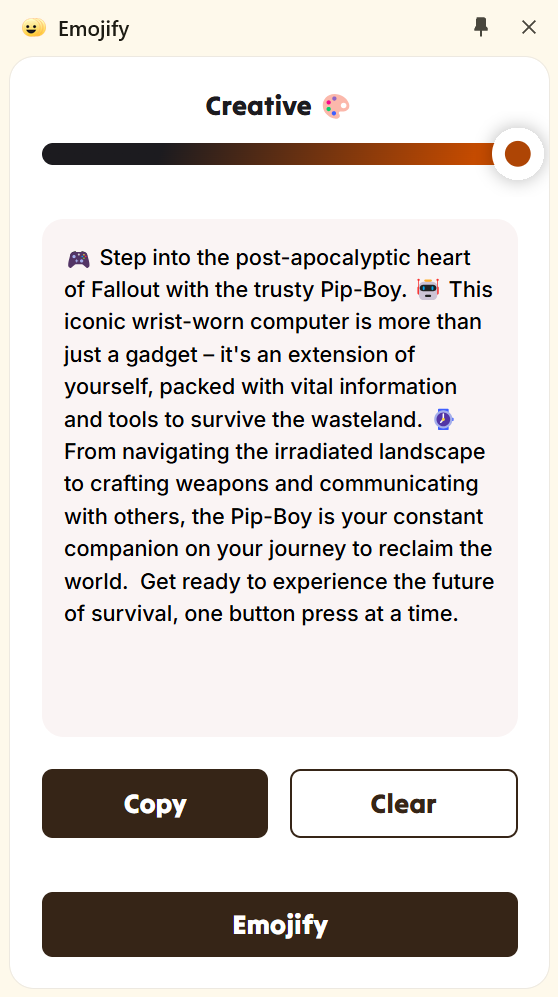 Emojify
Creative 🎨
🎮 Step into the post-apocalyptic heart
of Fallout with the trusty Pip-Boy. 🤖 This
iconic wrist-worn computer is more than
just a gadget – it's an extension of
yourself, packed with vital information
and tools to survive the wasteland. ⌚
From navigating the irradiated landscape
to crafting weapons and communicating
with others, the Pip-Boy is your constant
companion on your journey to reclaim the
world.  Get ready to experience the future
of survival, one button press at a time.
Copy
Clear
Emojify